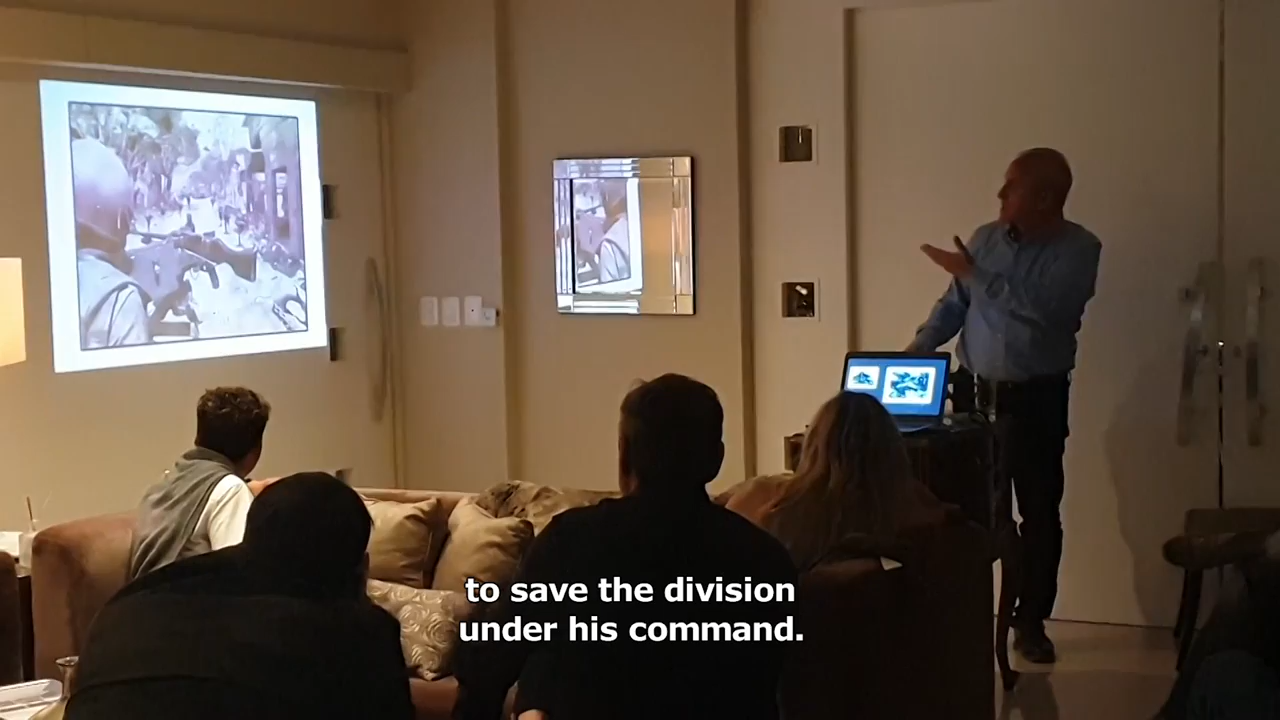 to save the division
under his command.